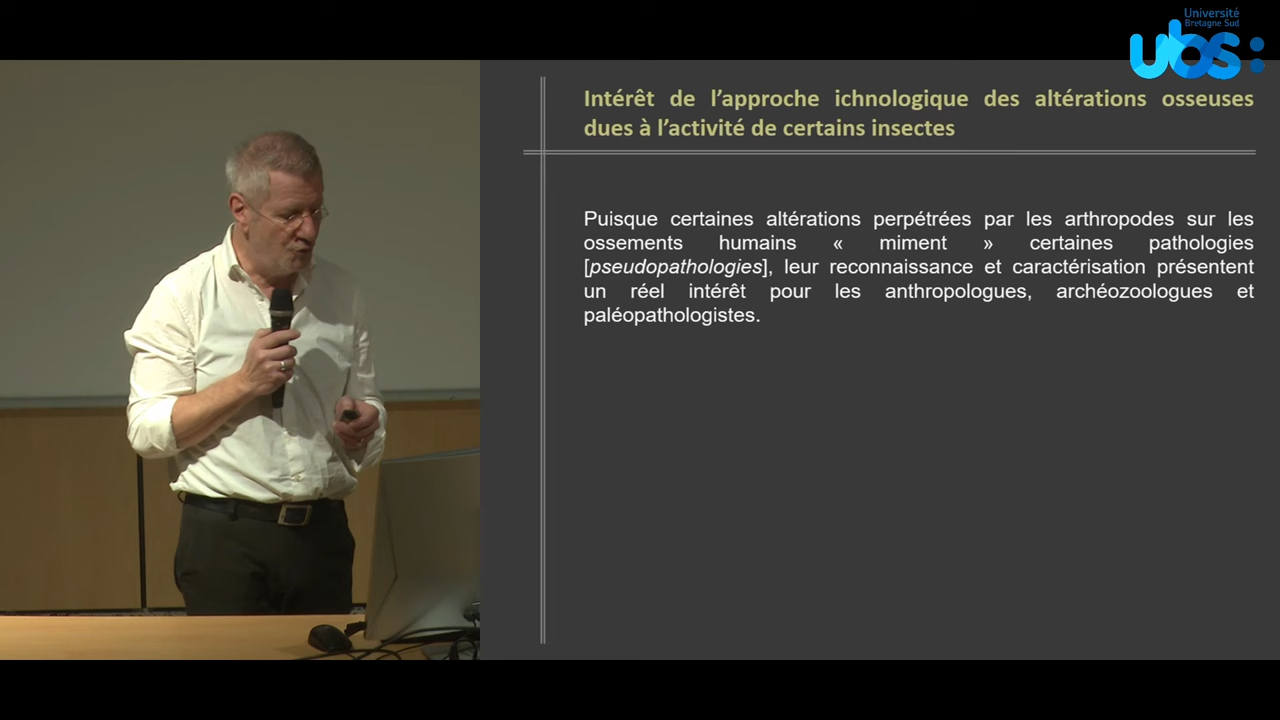 Université
Bretagne Sud
ubs:
Intérêt de l’approche ichnologique des altérations osseuses
dues à l’activité de certains insectes
Puisque certaines altérations perpétrées par les arthropodes sur les
ossements humains « miment » certaines pathologies
[pseudopathologies], leur reconnaissance et caractérisation présentent
un réel intérêt pour les anthropologues, archéozoologues et
paléopathologistes.